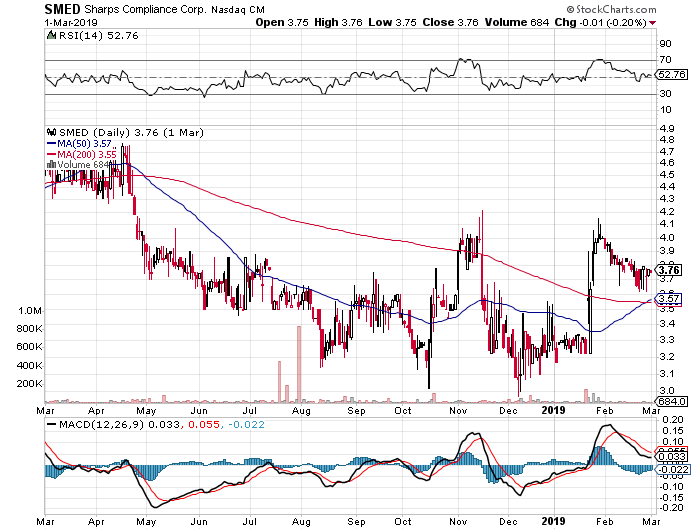 SMED Sharps Compliance Corp. Nasdaq CM © StockCharts.com
1-Mar-2019 Open 3.75 High 3.76 Low 3.75 Close 3.76 Volume 684 Chg -0.01 (-0.20%)
RSI(14) 52.76
90
70
52.76
30
10
SMED (Daily) 3.76 (1 Mar)
MA(50) 3.57
MA(200) 3.55
Volume 684
4.9
4.8
4.7
4.6
4.5
4.4
4.3
4.2
4.1
4.0
3.9
3.76
3.57
3.4
3.3
3.2
3.1
3.0
1.0M
800K
600K
400K
200K
684.0
Mar Apr May Jun Jul Aug Sep Oct Nov Dec 2019 Feb Mar
MACD(12,26,9) 0.033, 0.055, -0.022
0.20
0.15
0.10
0.033
-0.022
-0.05
-0.10
-0.15
-0.20
Mar Apr May Jun Jul Aug Sep Oct Nov Dec 2019 Feb Mar